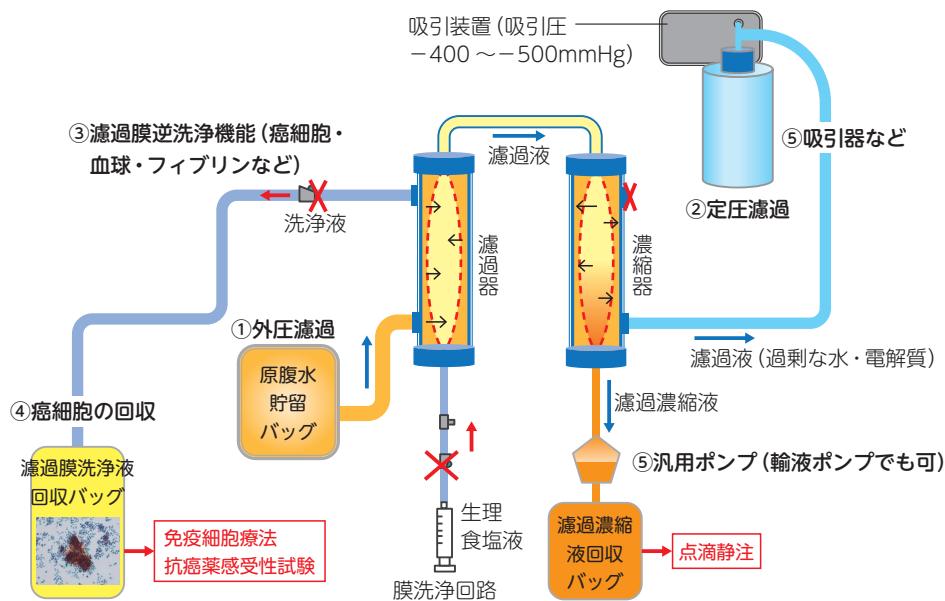 吸引装置（吸引圧
－400～－500mmHg）
③濾過膜逆洗浄機能（癌細胞・
血球・フィブリンなど）
濾過液
⑤吸引器など
洗浄液
②定圧濾過
濾過器
濃縮器
①外圧濾過
濾過液（過剰な水・電解質）
原腹水
貯留
バッグ
濾過濃縮液
④癌細胞の回収
⑤汎用ポンプ（輸液ポンプでも可）
濾過膜洗浄液
回収バッグ
生理
食塩液
濾過濃縮
液回収
バッグ
免疫細胞療法
抗癌薬感受性試験
点滴静注
膜洗浄回路